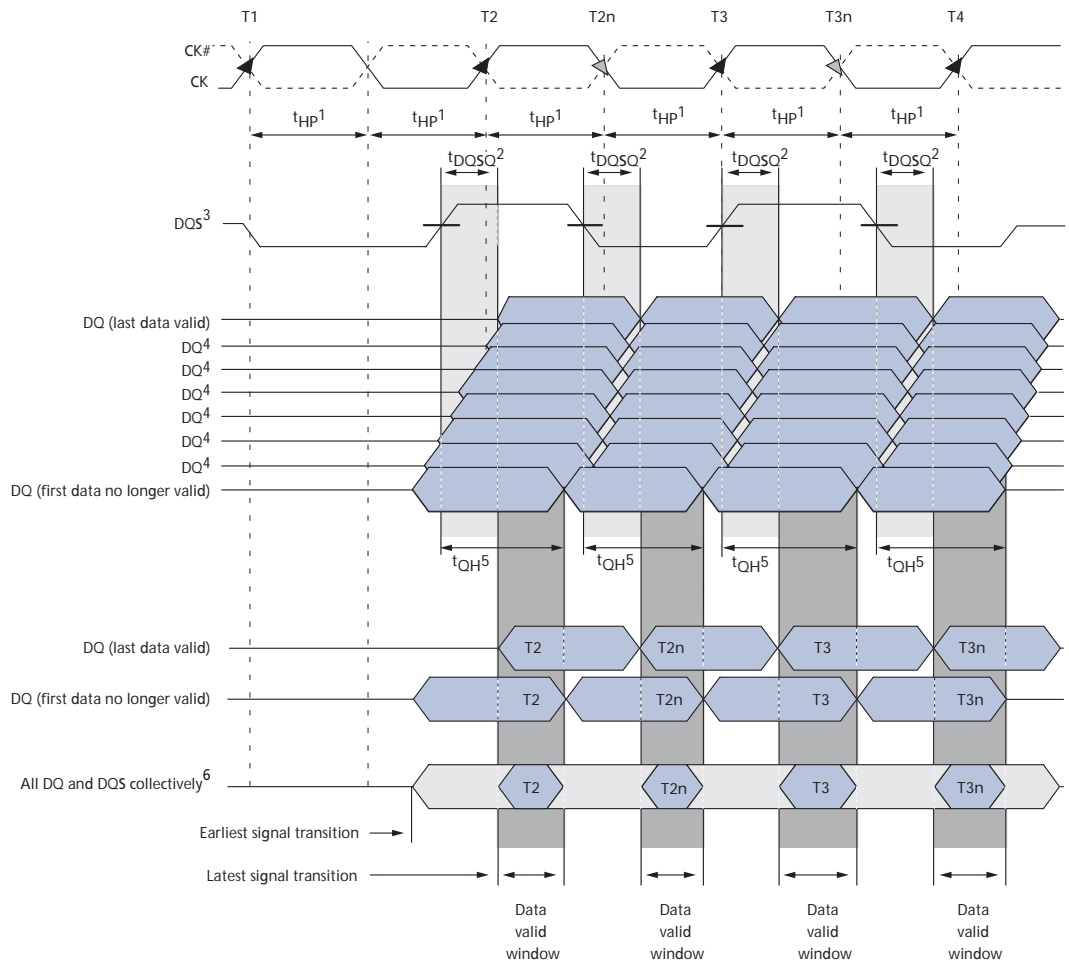 T1 T2 T2n T3 T3n T4
CK#
CK
tHP1 tHP1 tHP1 tHP1 tHP1 tHP1
tDQSQ2 tDQSQ2 tDQSQ2 tDQSQ2
DQS3
DQ (last data valid)
DQ4
DQ4
DQ4
DQ4
DQ4
DQ4
DQ (first data no longer valid)
tQH5 tQH5 tQH5 tQH5
DQ (last data valid) T2 T2n T3 T3n
DQ (first data no longer valid) T2 T2n T3 T3n
All DQ and DQS collectively6 T2 T2n T3 T3n
Earliest signal transition
Latest signal transition
Data Data Data Data
valid valid valid valid
window window window window